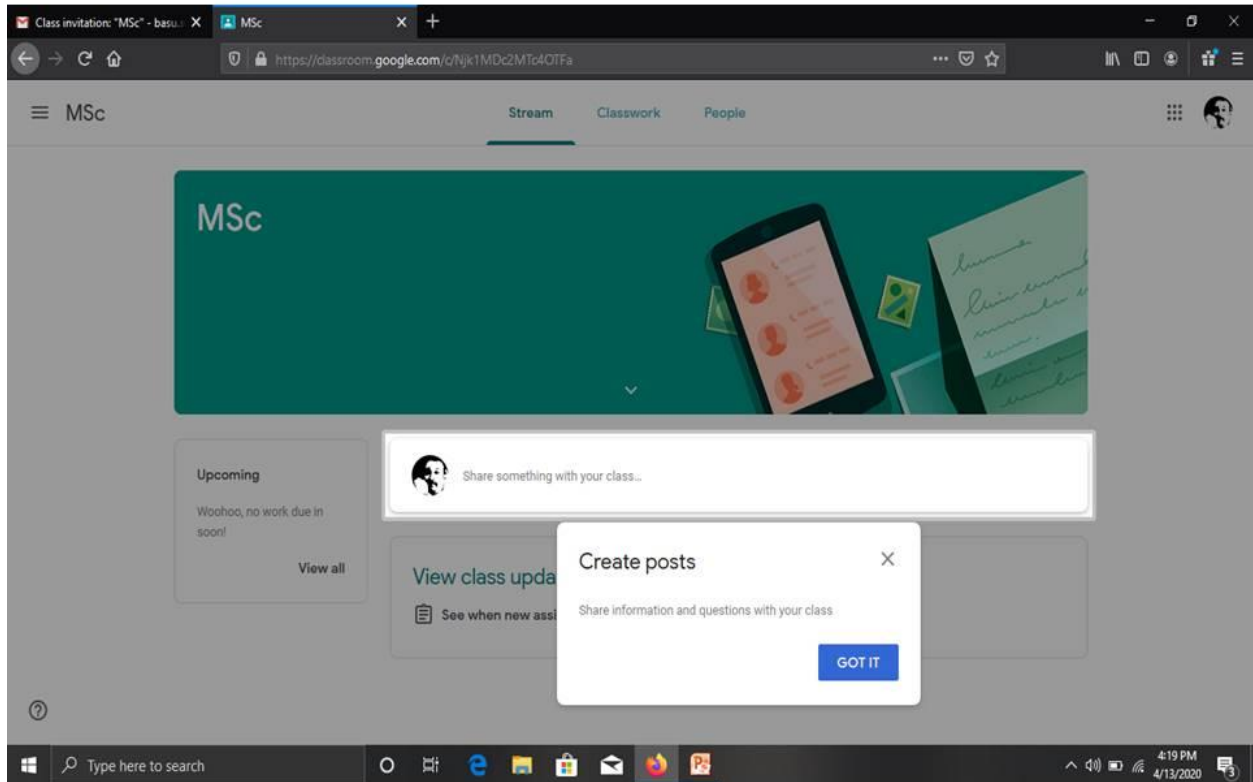 Class invitation: "MSc" - basu.
MSc
https://classroom.google.com/c/Njk1MDc2MTc4OTFa
MSc
Stream Classwork People
MSc
Share something with your class...
Upcoming
Woohoo, no work due in
soon!
View all
View class upda
See when new assi
Create posts
Share information and questions with your class
GOT IT
Type here to search
4:19 PM
4/13/2020
3